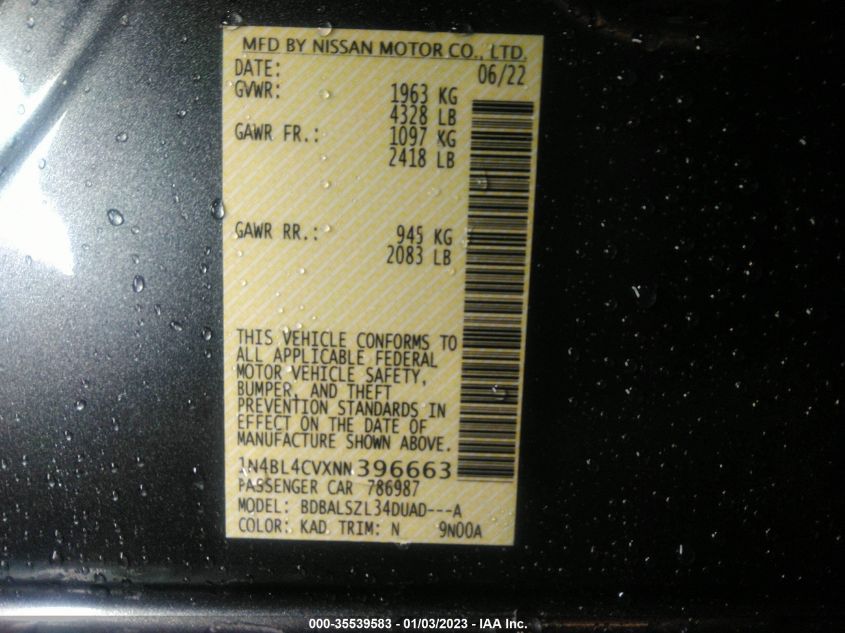 MFD BY NISSAN MOTOR CO., LTD.
DATE: 06/22
GVWR: 1963 KG
4328 LB
GAWR FR.: 1097 KG
2418 LB
GAWR RR.: 945 KG
2083 LB
THIS VEHICLE CONFORMS TO
ALL APPLICABLE FEDERAL
MOTOR VEHICLE SAFETY,
BUMPER, AND THEFT
PREVENTION STANDARDS IN
EFFECT ON THE DATE OF
MANUFACTURE SHOWN ABOVE.
1N4BL4CVXNN396663
PASSENGER CAR 786987
MODEL: BDBALSZL34DUAD---A
COLOR: KAD TRIM: N 9N00A
000-35539583 - 01/03/2023 - IAA Inc.